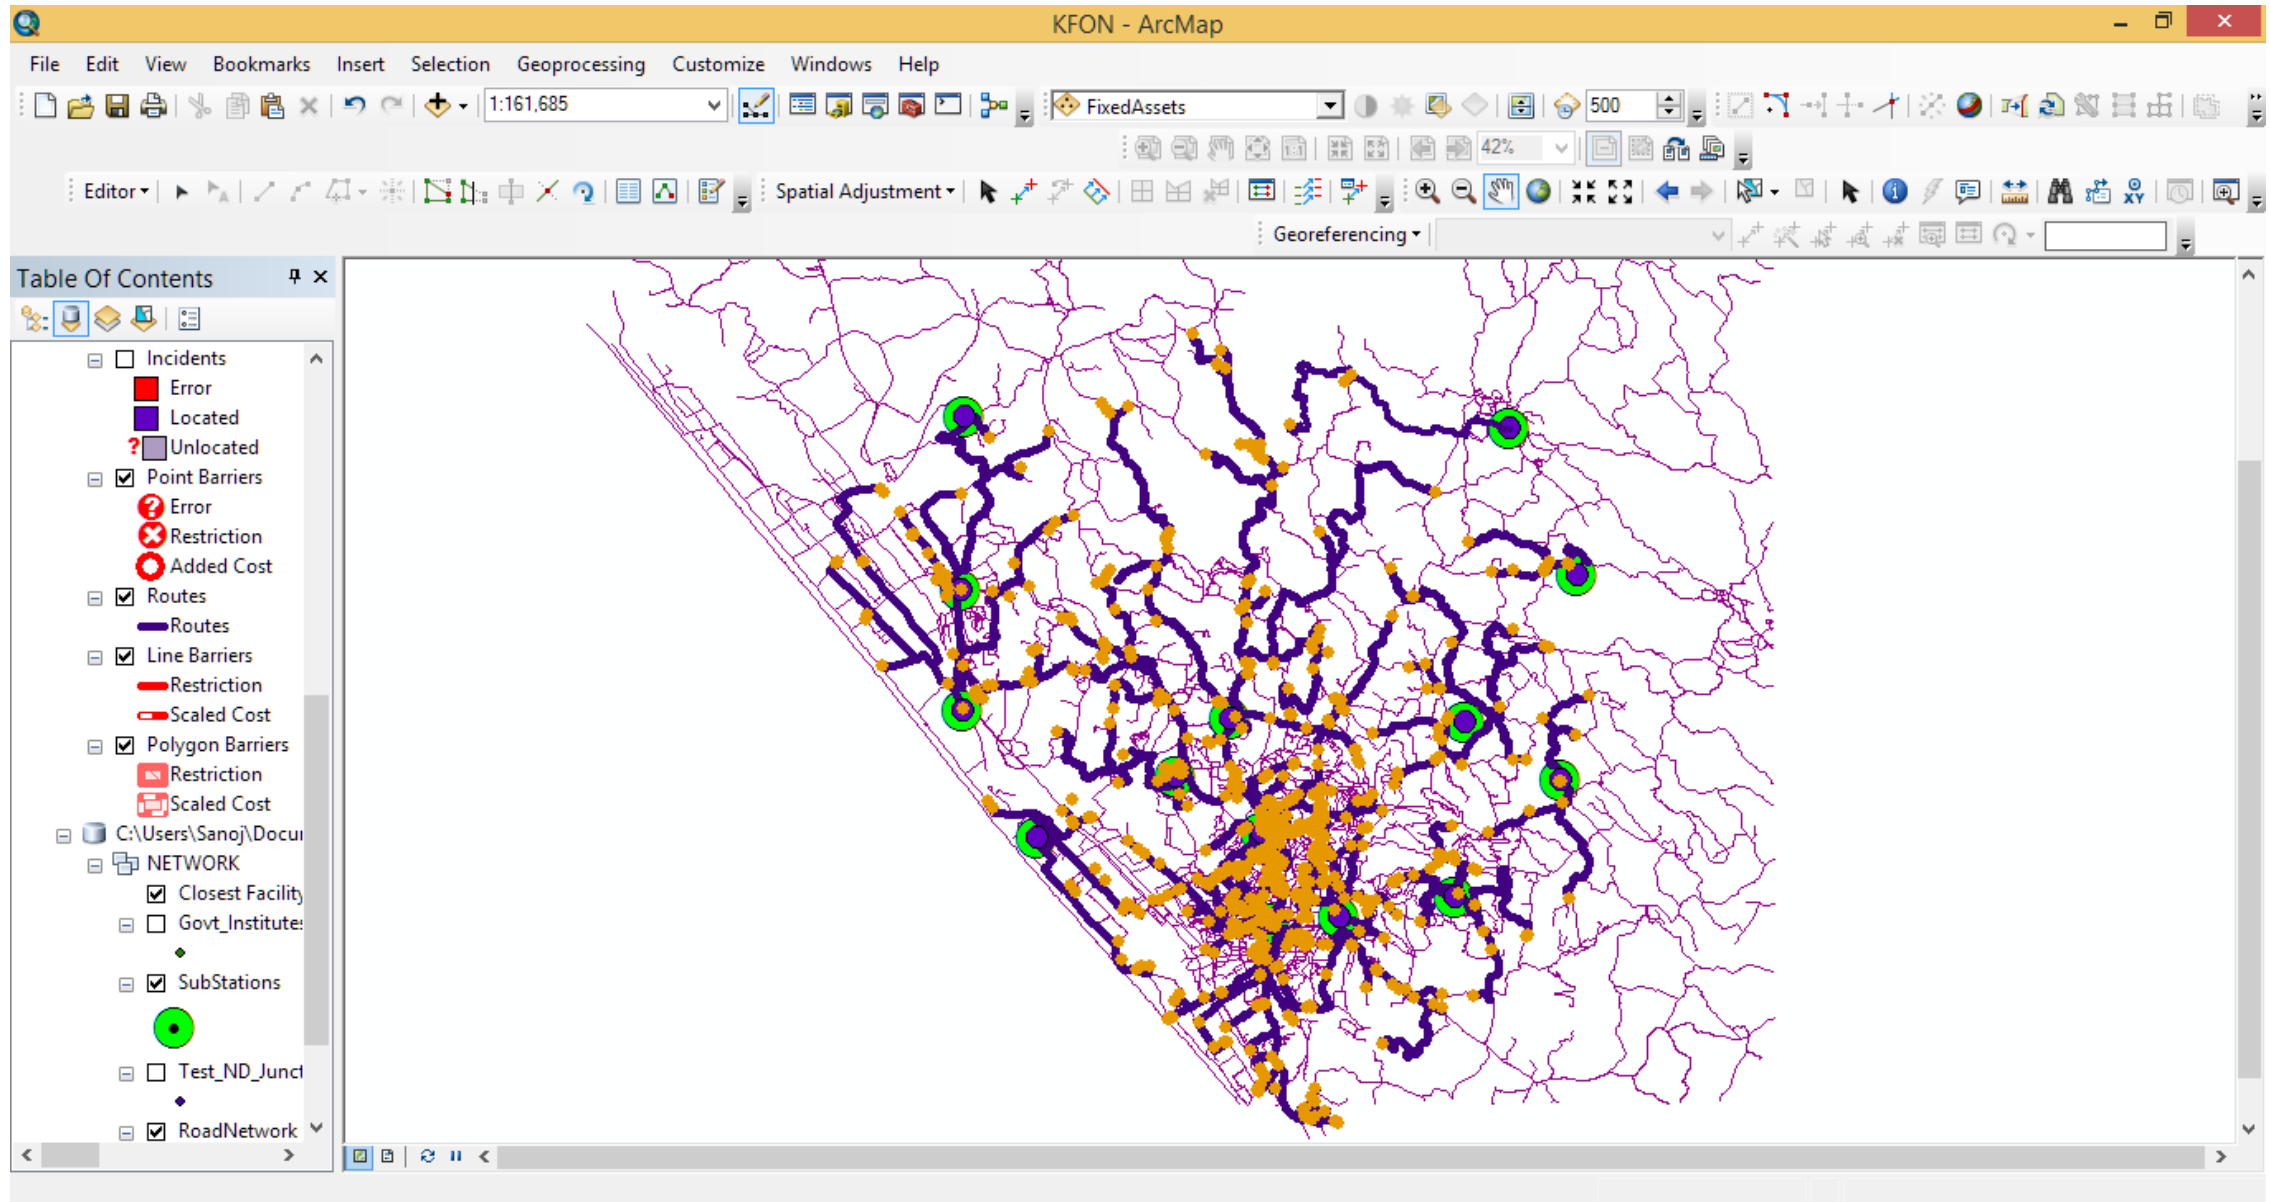 KFON - ArcMap
File Edit View Bookmarks Insert Selection Geoprocessing Customize Windows Help
1:161,685 FixedAssets 500
1:1 42%
Editor Spatial Adjustment XY
Georeferencing
Table Of Contents
Incidents
Error
Located
? Unlocated
Point Barriers
Error
Restriction
Added Cost
Routes
Routes
Line Barriers
Restriction
Scaled Cost
Polygon Barriers
Restriction
Scaled Cost
C:\Users\Sanoj\Docu
NETWORK
Closest Facility
Govt_Institute
SubStations
Test_ND_Junct
RoadNetwork